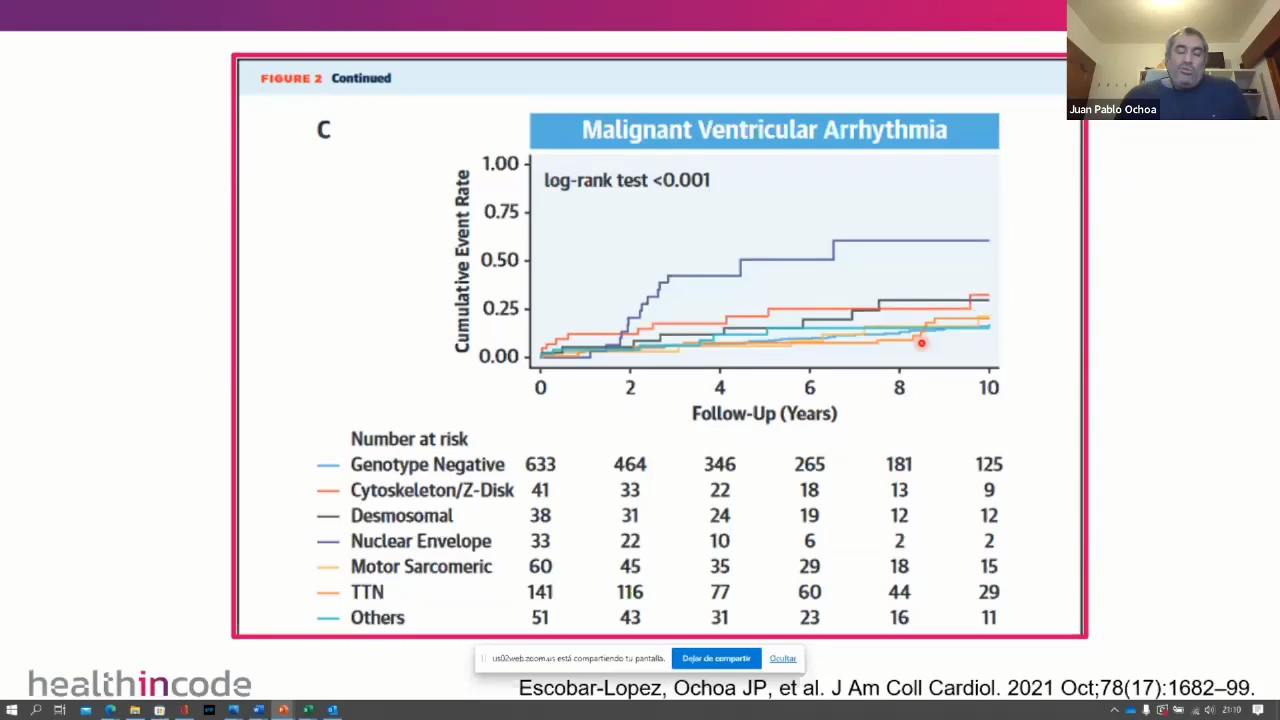 FIGURE 2 Continued
C
Malignant Ventricular Arrhythmia
log-rank test <0.001
Cumulative Event Rate
1.00
0.75
0.50
0.25
0.00
0 2 4 6 8 10
Follow-Up (Years)
Number at risk
Genotype Negative 633 464 346 265 181 125
Cytoskeleton/Z-Disk 41 33 22 18 13 9
Desmosomal 38 31 24 19 12 12
Nuclear Envelope 33 22 10 6 2 2
Motor Sarcomeric 60 45 35 29 18 15
TTN 141 116 77 60 44 29
Others 51 43 31 23 16 11
Juan Pablo Ochoa
us02web.zoom.us está compartiendo tu pantalla. Dejar de compartir Ocultar
healthincode
Escobar-Lopez, Ochoa JP, et al. J Am Coll Cardiol. 2021 Oct;78(17):1682–99.
21:10